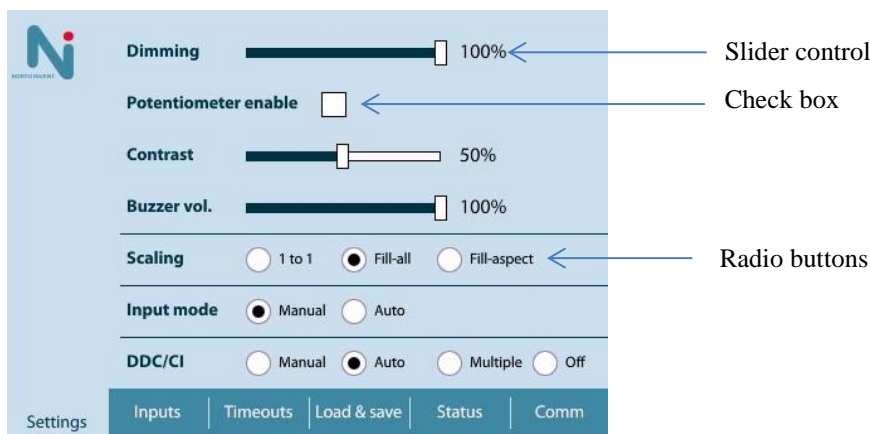 Dimming 100% Slider control
NORTH INVENT
Potentiometer enable Check box
Contrast 50%
Buzzer vol. 100%
Scaling 1 to 1 Fill-all Fill-aspect Radio buttons
Input mode Manual Auto
DDC/CI Manual Auto Multiple Off
Settings Inputs Timeouts Load & save Status Comm